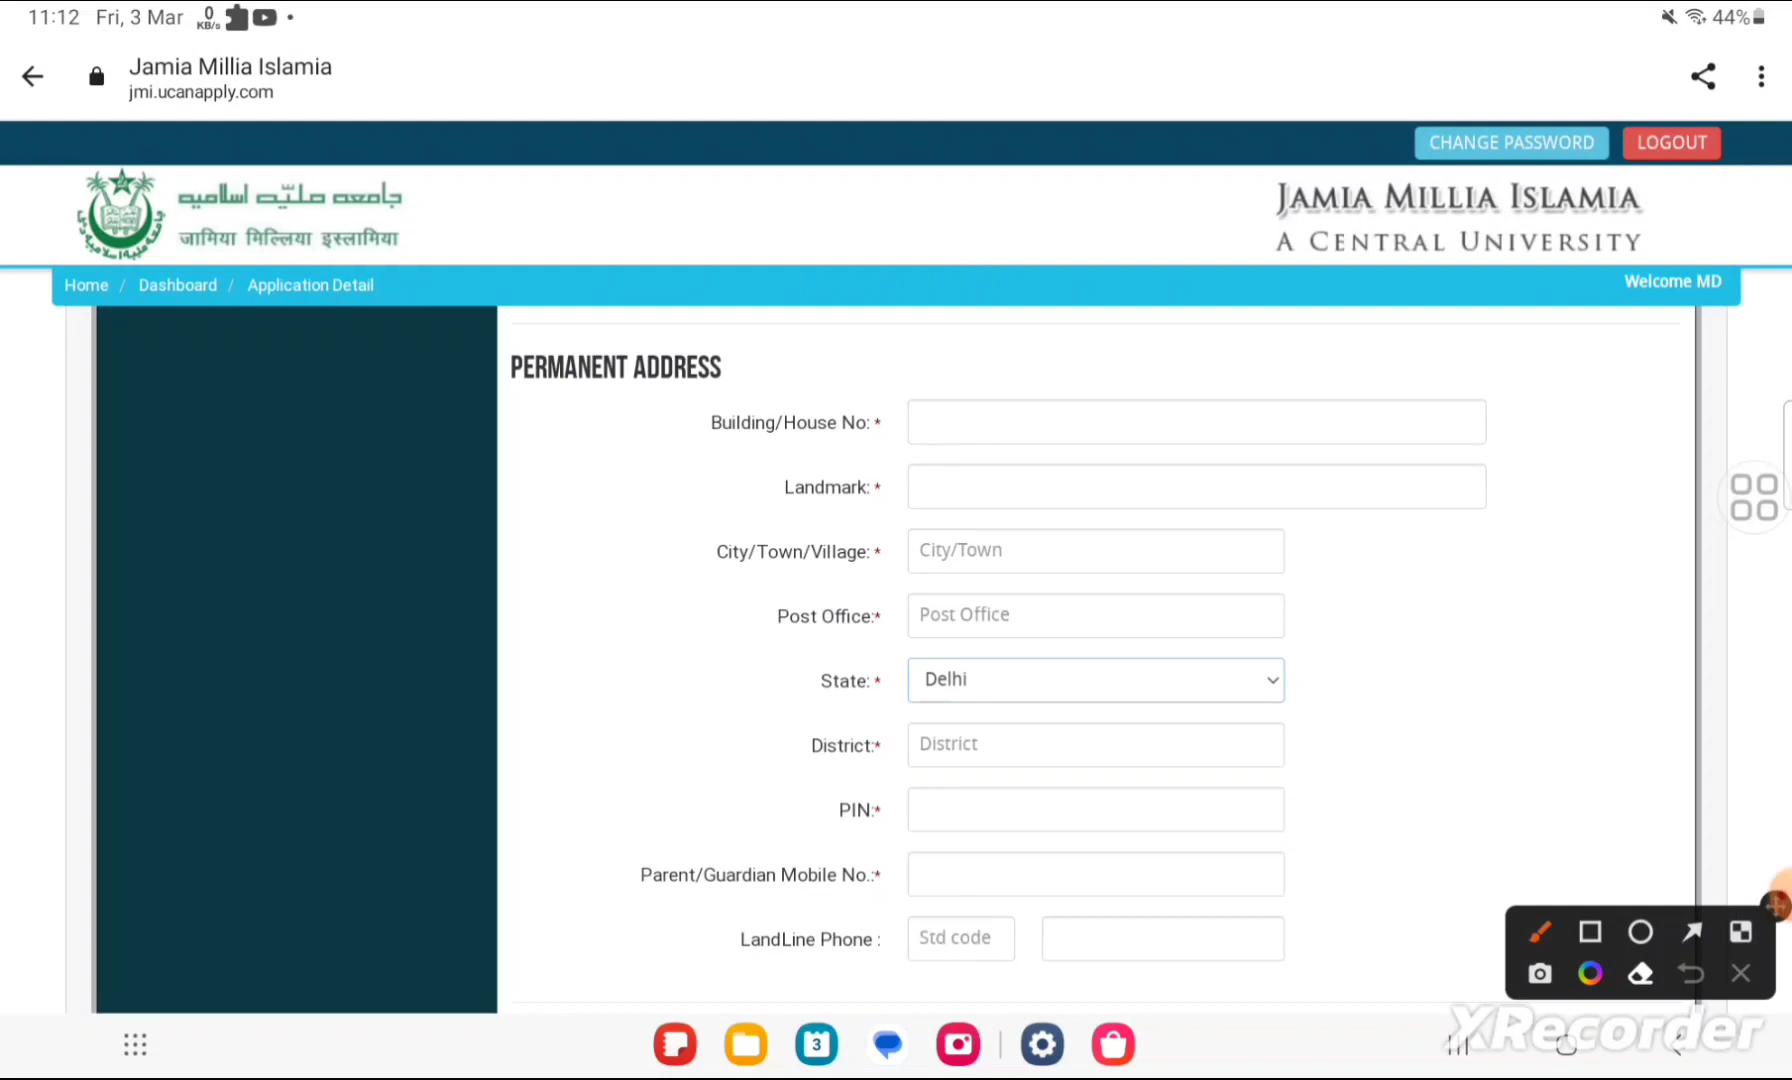 11:12 Fri, 3 Mar 0 KB/s 44%
Jamia Millia Islamia
jmi.ucanapply.com
CHANGE PASSWORD LOGOUT
جامعہ ملیّہ اسلامیہ
जामिया मिल्लिया इस्लामिया
JAMIA MILLIA ISLAMIA
A CENTRAL UNIVERSITY
Home / Dashboard / Application Detail Welcome MD
PERMANENT ADDRESS
Building/House No: *
Landmark: *
City/Town/Village: * City/Town
Post Office:* Post Office
State: * Delhi
District:* District
PIN:*
Parent/Guardian Mobile No.:*
LandLine Phone : Std code
3
XRecorder